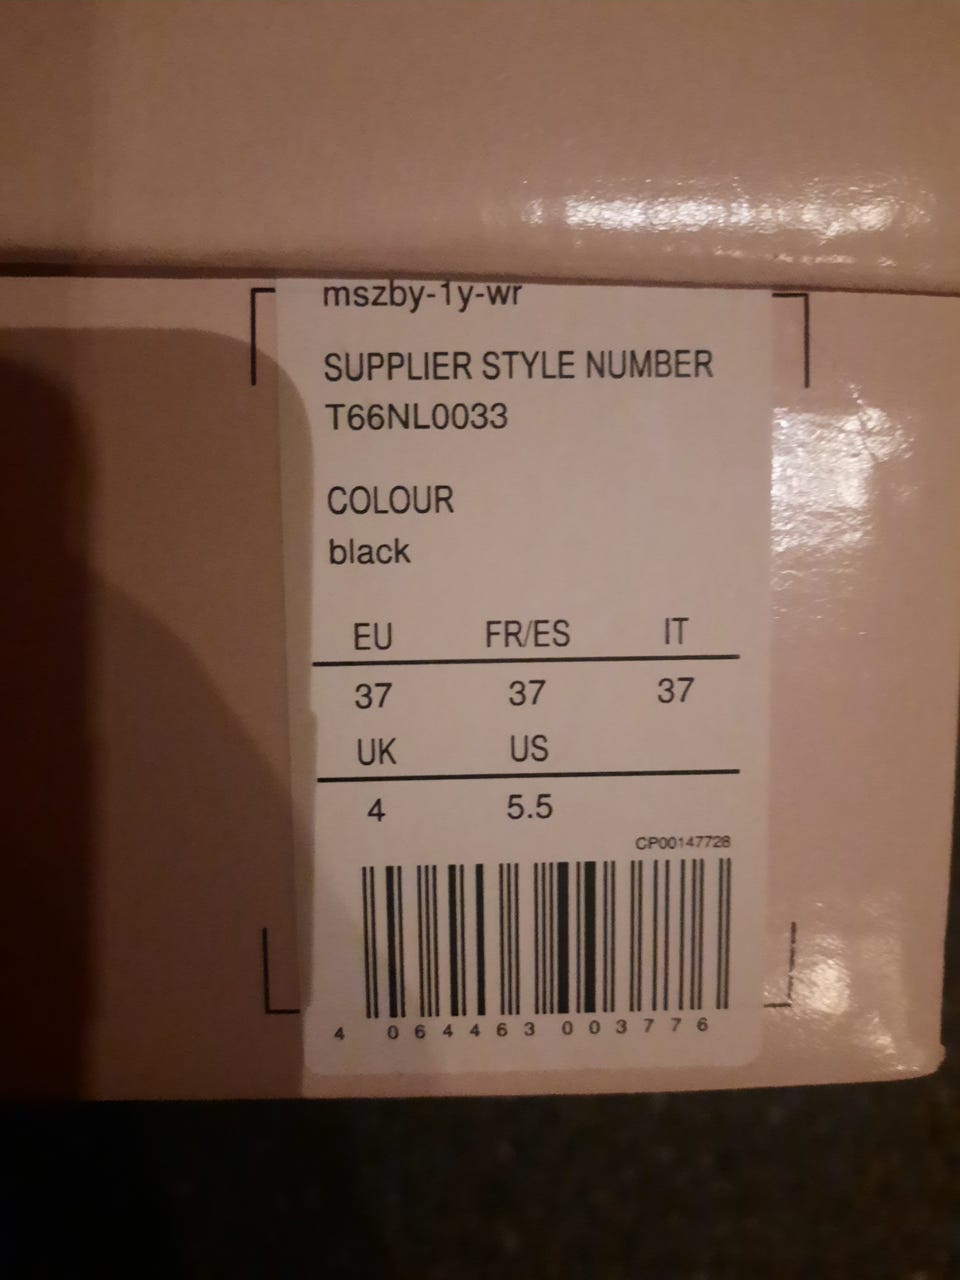 mszby-1y-wr
SUPPLIER STYLE NUMBER
T66NL0033
COLOUR
black
EU FR/ES IT
37 37 37
UK US
4 5.5
CP00147728
4 064463 003776